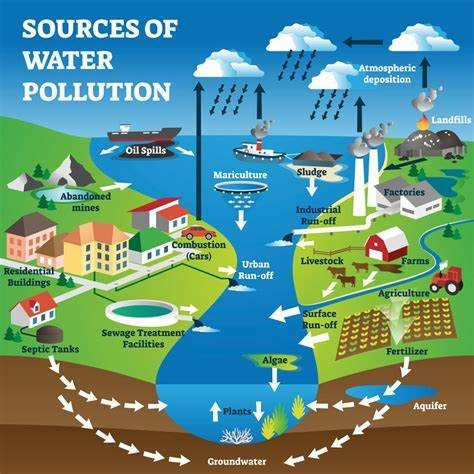 SOURCES OF
WATER
POLLUTION
Atmospheric
deposition
Landfills
Oil Spills
Mariculture
Sludge
Abandoned
mines
Factories
Industrial
Run-off
Combustion
(Cars)
Residential
Buildings
Urban
Run-off
Livestock
Farms
Agriculture
Septic Tanks
Sewage Treatment
Facilities
Surface
Run-off
Fertilizer
Algae
Plants
Aquifer
Groundwater